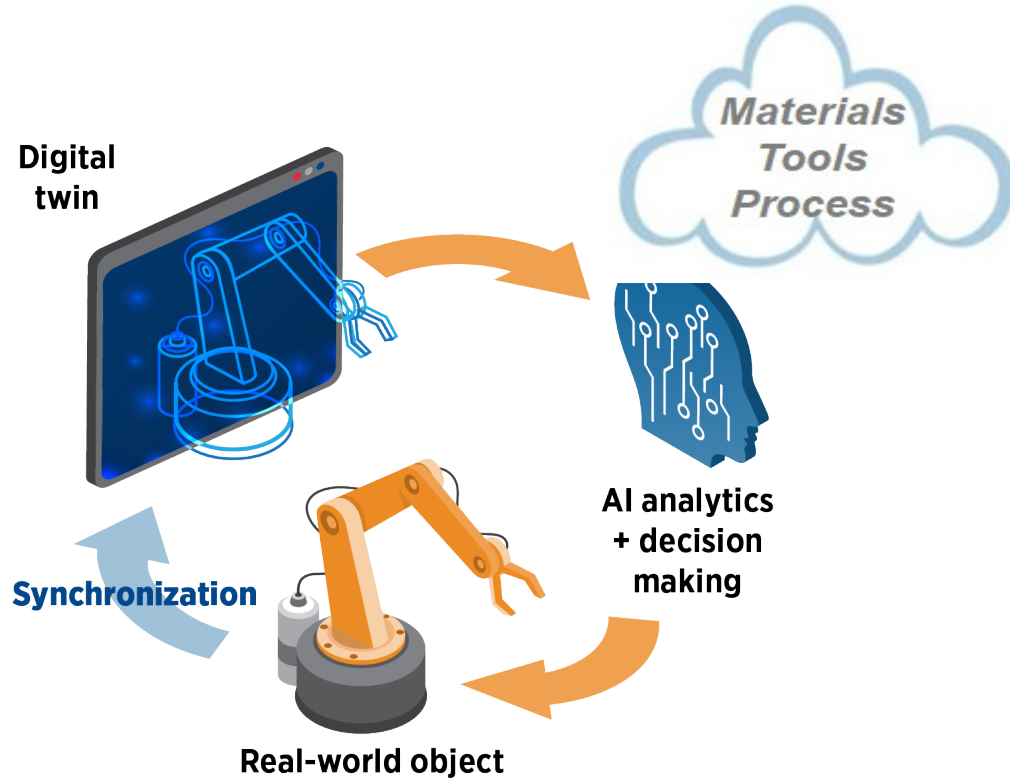 Materials
Tools
Process
Digital
twin
AI analytics
+ decision
making
Synchronization
Real-world object